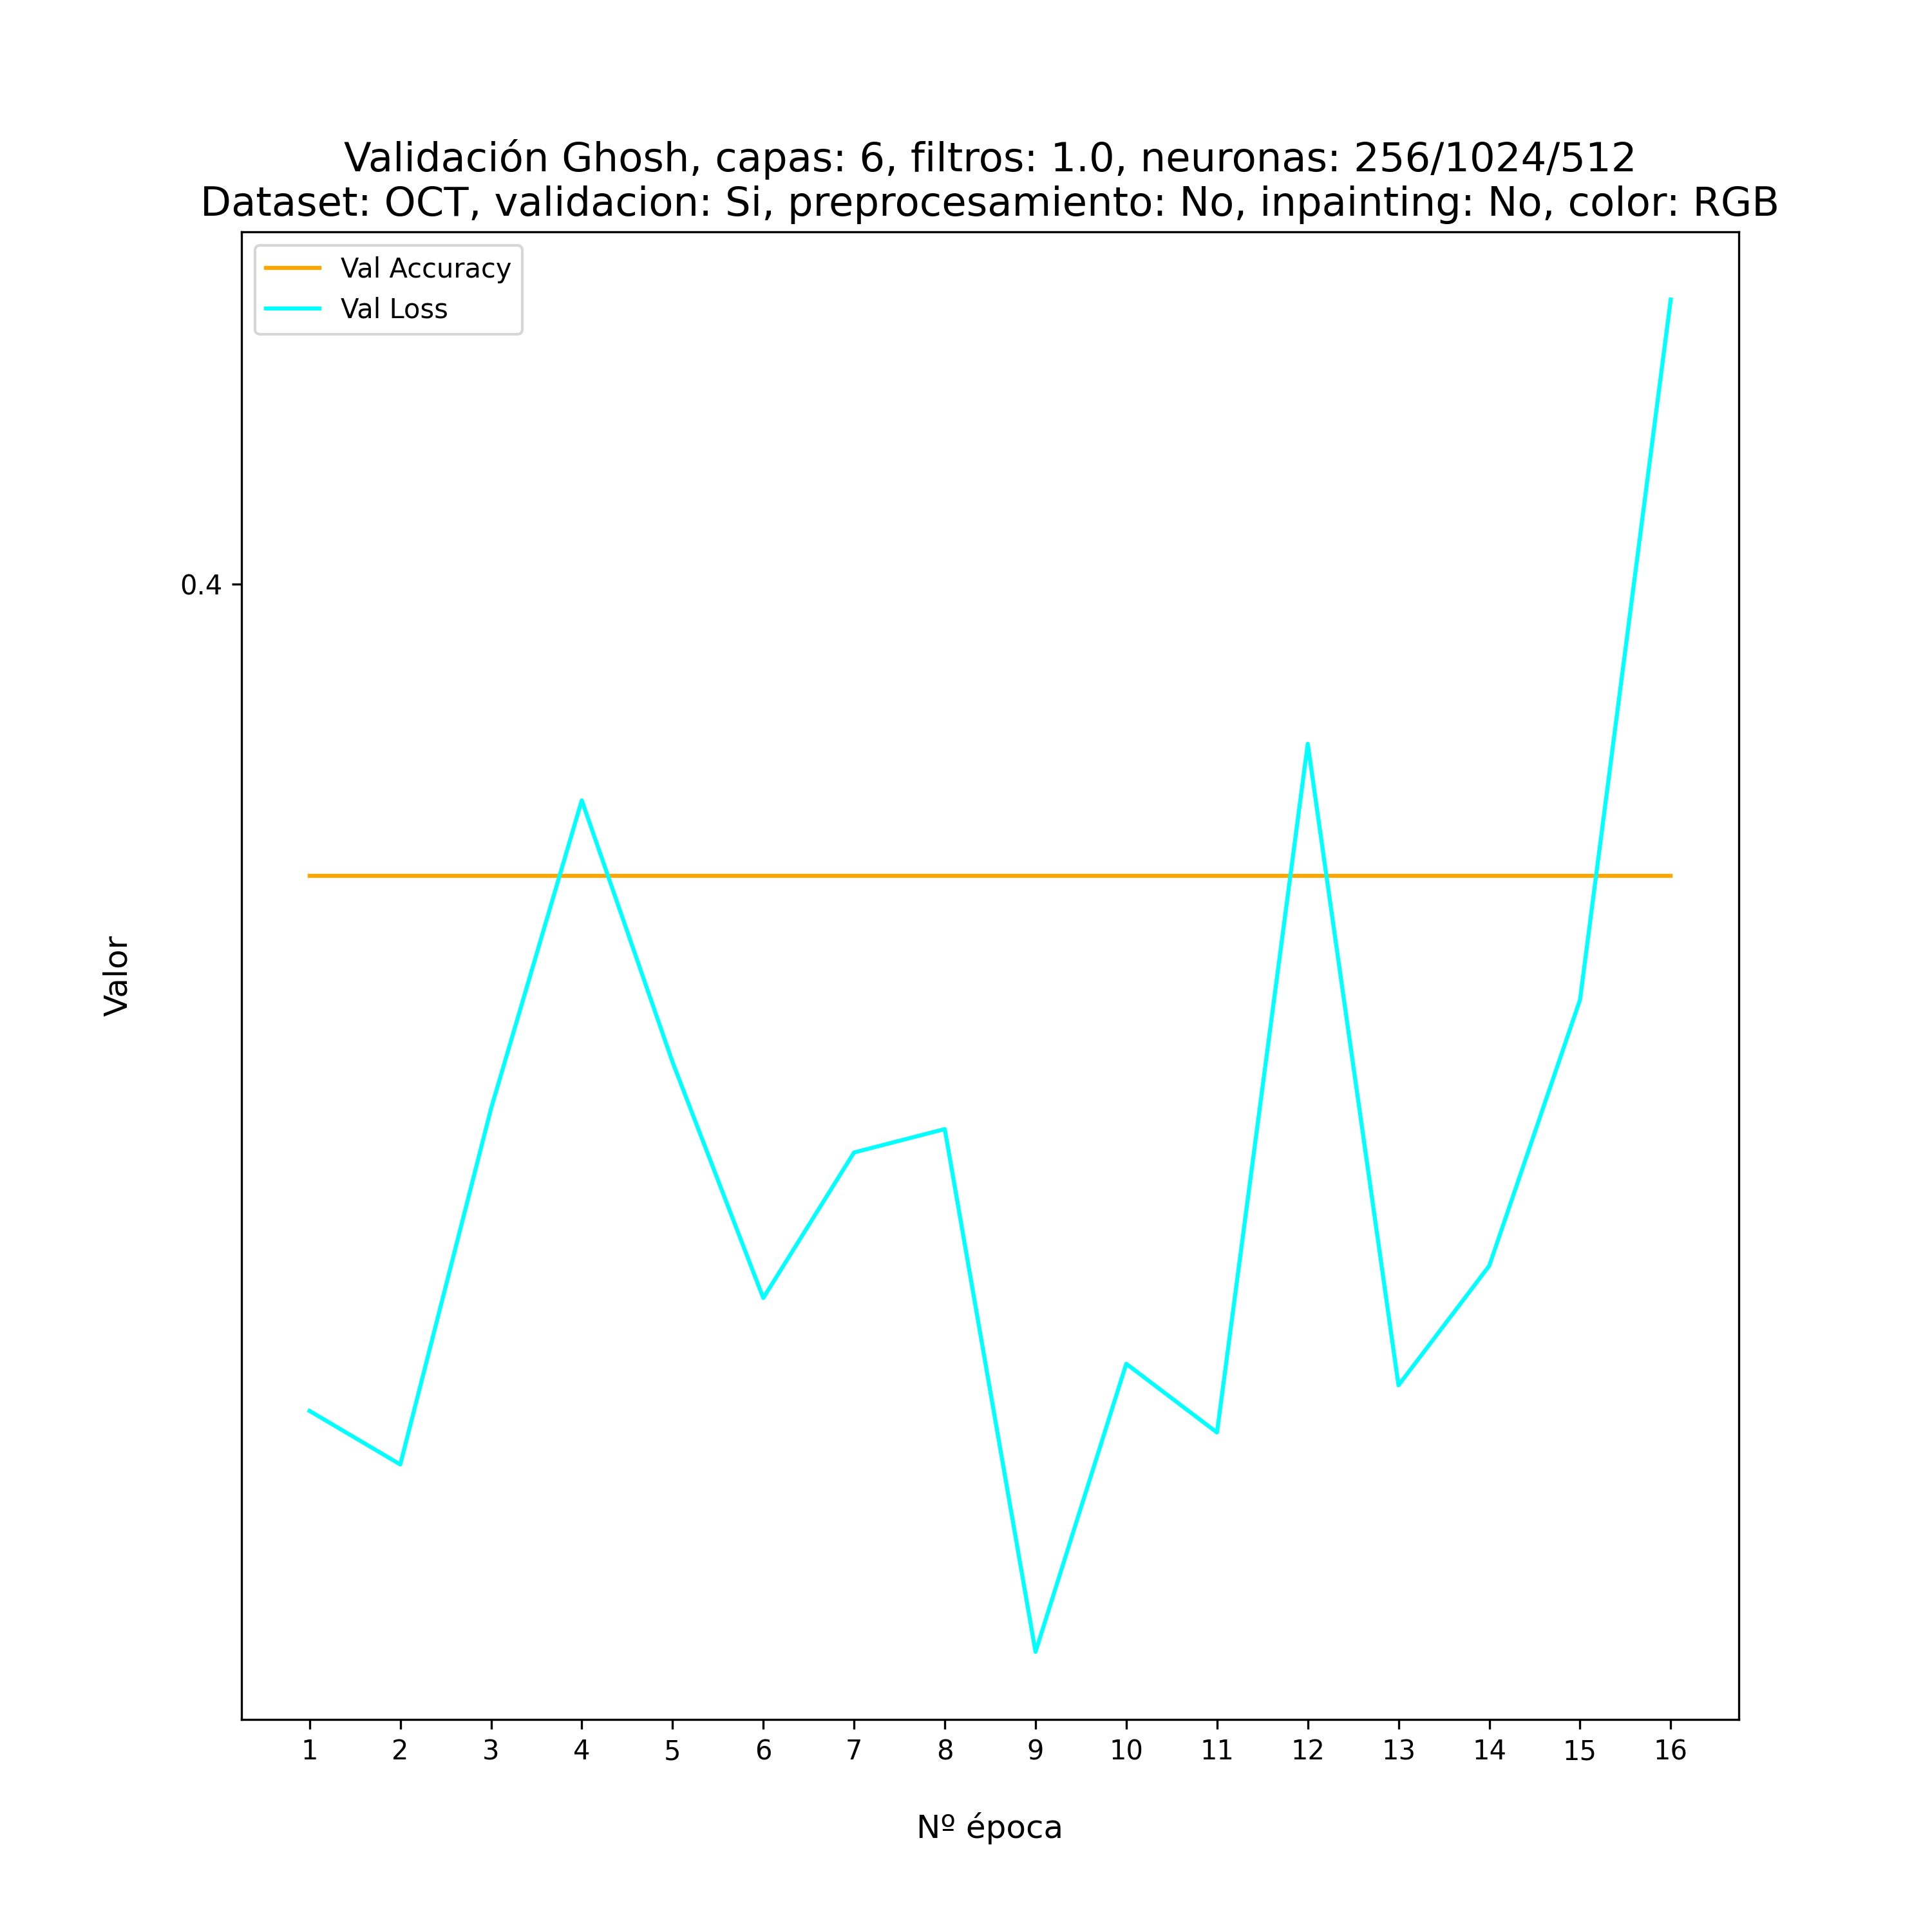 Validación Ghosh, capas: 6, filtros: 1.0, neuronas: 256/1024/512
Dataset: OCT, validacion: Si, preprocesamiento: No, inpainting: No, color: RGB
Val Accuracy
Val Loss
0.4
Valor
1 2 3 4 5 6 7 8 9 10 11 12 13 14 15 16
Nº época